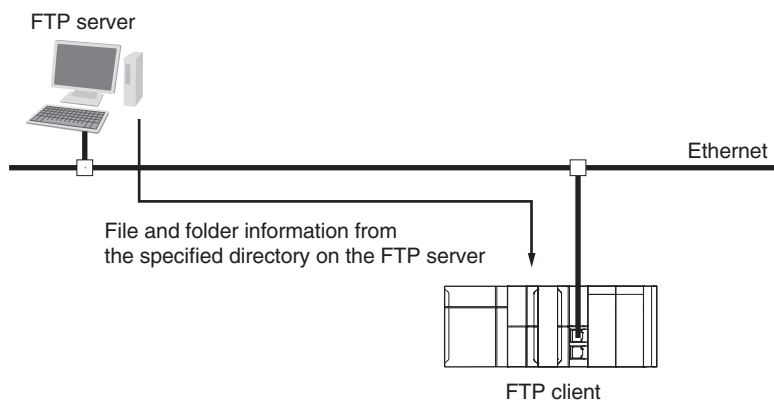 FTP server
Ethernet
File and folder information from
the specified directory on the FTP server
FTP client